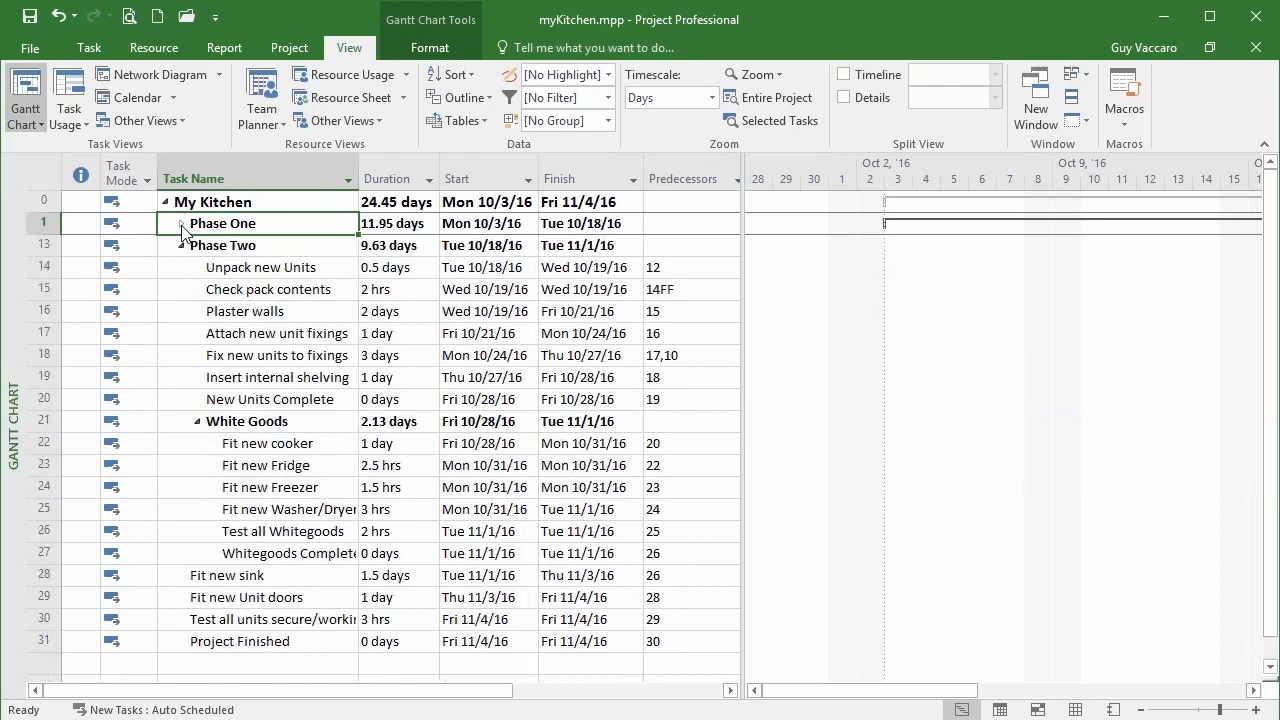 Gantt Chart Tools
myKitchen.mpp - Project Professional
File Task Resource Report Project View Format Tell me what you want to do... Guy Vaccaro
Gantt Chart
Task Usage
Network Diagram
Calendar
Other Views
Task Views
Team Planner
Resource Usage
Resource Sheet
Other Views
Resource Views
Sort
Outline
Tables
[No Highlight]
[No Filter]
[No Group]
Data
Timescale:
Days
Zoom
Entire Project
Selected Tasks
Zoom
Timeline
Details
Split View
New Window
Window
Macros
Macros
Task Mode Task Name Duration Start Finish Predecessors
Oct 2, '16 Oct 9, '16 O
28 29 30 1 2 3 4 5 6 7 8 9 10 11 12 13 14 15 1
0 My Kitchen 24.45 days Mon 10/3/16 Fri 11/4/16
1 Phase One 11.95 days Mon 10/3/16 Tue 10/18/16
13 Phase Two 9.63 days Tue 10/18/16 Tue 11/1/16
14 Unpack new Units 0.5 days Tue 10/18/16 Wed 10/19/16 12
15 Check pack contents 2 hrs Wed 10/19/16 Wed 10/19/16 14FF
16 Plaster walls 2 days Wed 10/19/16 Fri 10/21/16 15
17 Attach new unit fixings 1 day Fri 10/21/16 Mon 10/24/16 16
18 Fix new units to fixings 3 days Mon 10/24/16 Thu 10/27/16 17,10
19 Insert internal shelving 1 day Thu 10/27/16 Fri 10/28/16 18
20 New Units Complete 0 days Fri 10/28/16 Fri 10/28/16 19
21 White Goods 2.13 days Fri 10/28/16 Tue 11/1/16
22 Fit new cooker 1 day Fri 10/28/16 Mon 10/31/16 20
23 Fit new Fridge 2.5 hrs Mon 10/31/16 Mon 10/31/16 22
24 Fit new Freezer 1.5 hrs Mon 10/31/16 Mon 10/31/16 23
25 Fit new Washer/Dryer 3 hrs Mon 10/31/16 Tue 11/1/16 24
26 Test all Whitegoods 2 hrs Tue 11/1/16 Tue 11/1/16 25
27 Whitegoods Complete 0 days Tue 11/1/16 Tue 11/1/16 26
28 Fit new sink 1.5 days Tue 11/1/16 Thu 11/3/16 26
29 Fit new Unit doors 1 day Thu 11/3/16 Fri 11/4/16 28
30 Test all units secure/workin 3 hrs Fri 11/4/16 Fri 11/4/16 29
31 Project Finished 0 days Fri 11/4/16 Fri 11/4/16 30
GANTT CHART
Ready New Tasks : Auto Scheduled